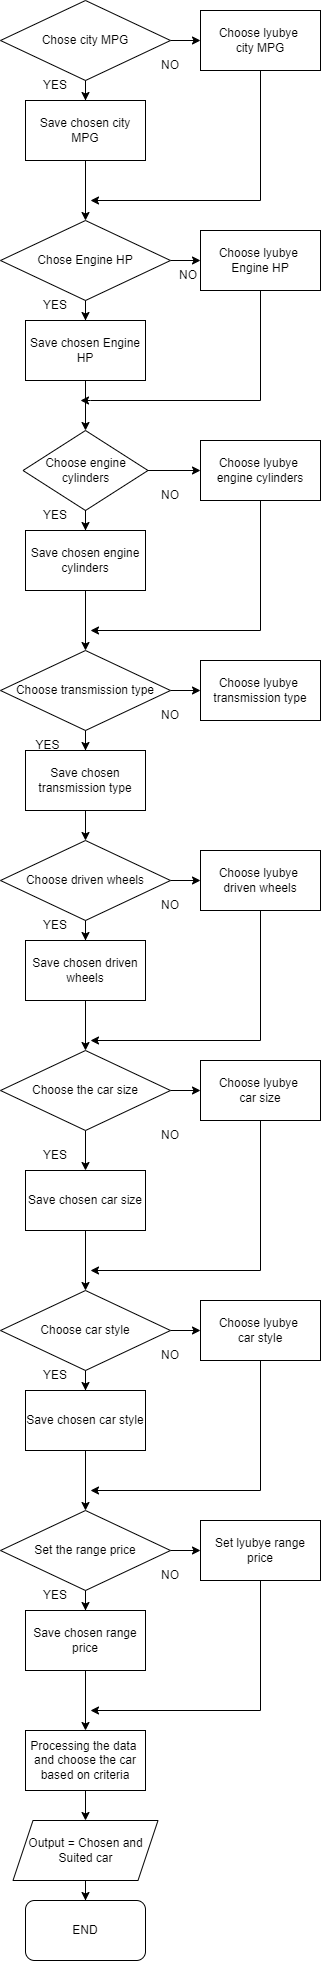 Chose city MPG
Choose lyubye
city MPG
NO
YES
Save chosen city
MPG
Chose Engine HP
Choose lyubye
Engine HP
NO
YES
Save chosen Engine
HP
Choose engine
cylinders
Choose lyubye
engine cylinders
NO
YES
Save chosen engine
cylinders
Choose transmission type
Choose lyubye
transmission type
NO
YES
Save chosen
transmission type
Choose driven wheels
Choose lyubye
driven wheels
NO
YES
Save chosen driven
wheels
Choose the car size
Choose lyubye
car size
NO
YES
Save chosen car size
Choose car style
Choose lyubye
car style
NO
YES
Save chosen car style
Set the range price
Set lyubye range
price
NO
YES
Save chosen range
price
Processing the data
and choose the car
based on criteria
Output = Chosen and
Suited car
END